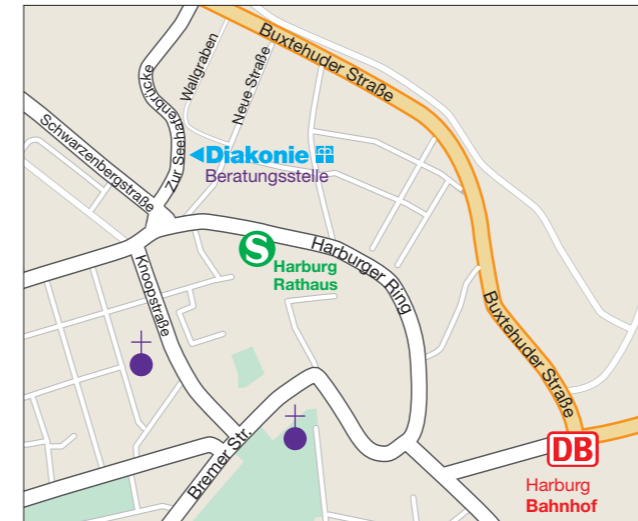 Buxtehuder Straße
Wallgraben
Neue Straße
Zur Seehafenbrücke
Schwarzenbergstraße
Diakonie
Beratungsstelle
S
Harburg
Rathaus
Harburger Ring
Knoopstraße
Buxtehuder Straße
Bremer Str.
DB
Harburg
Bahnhof